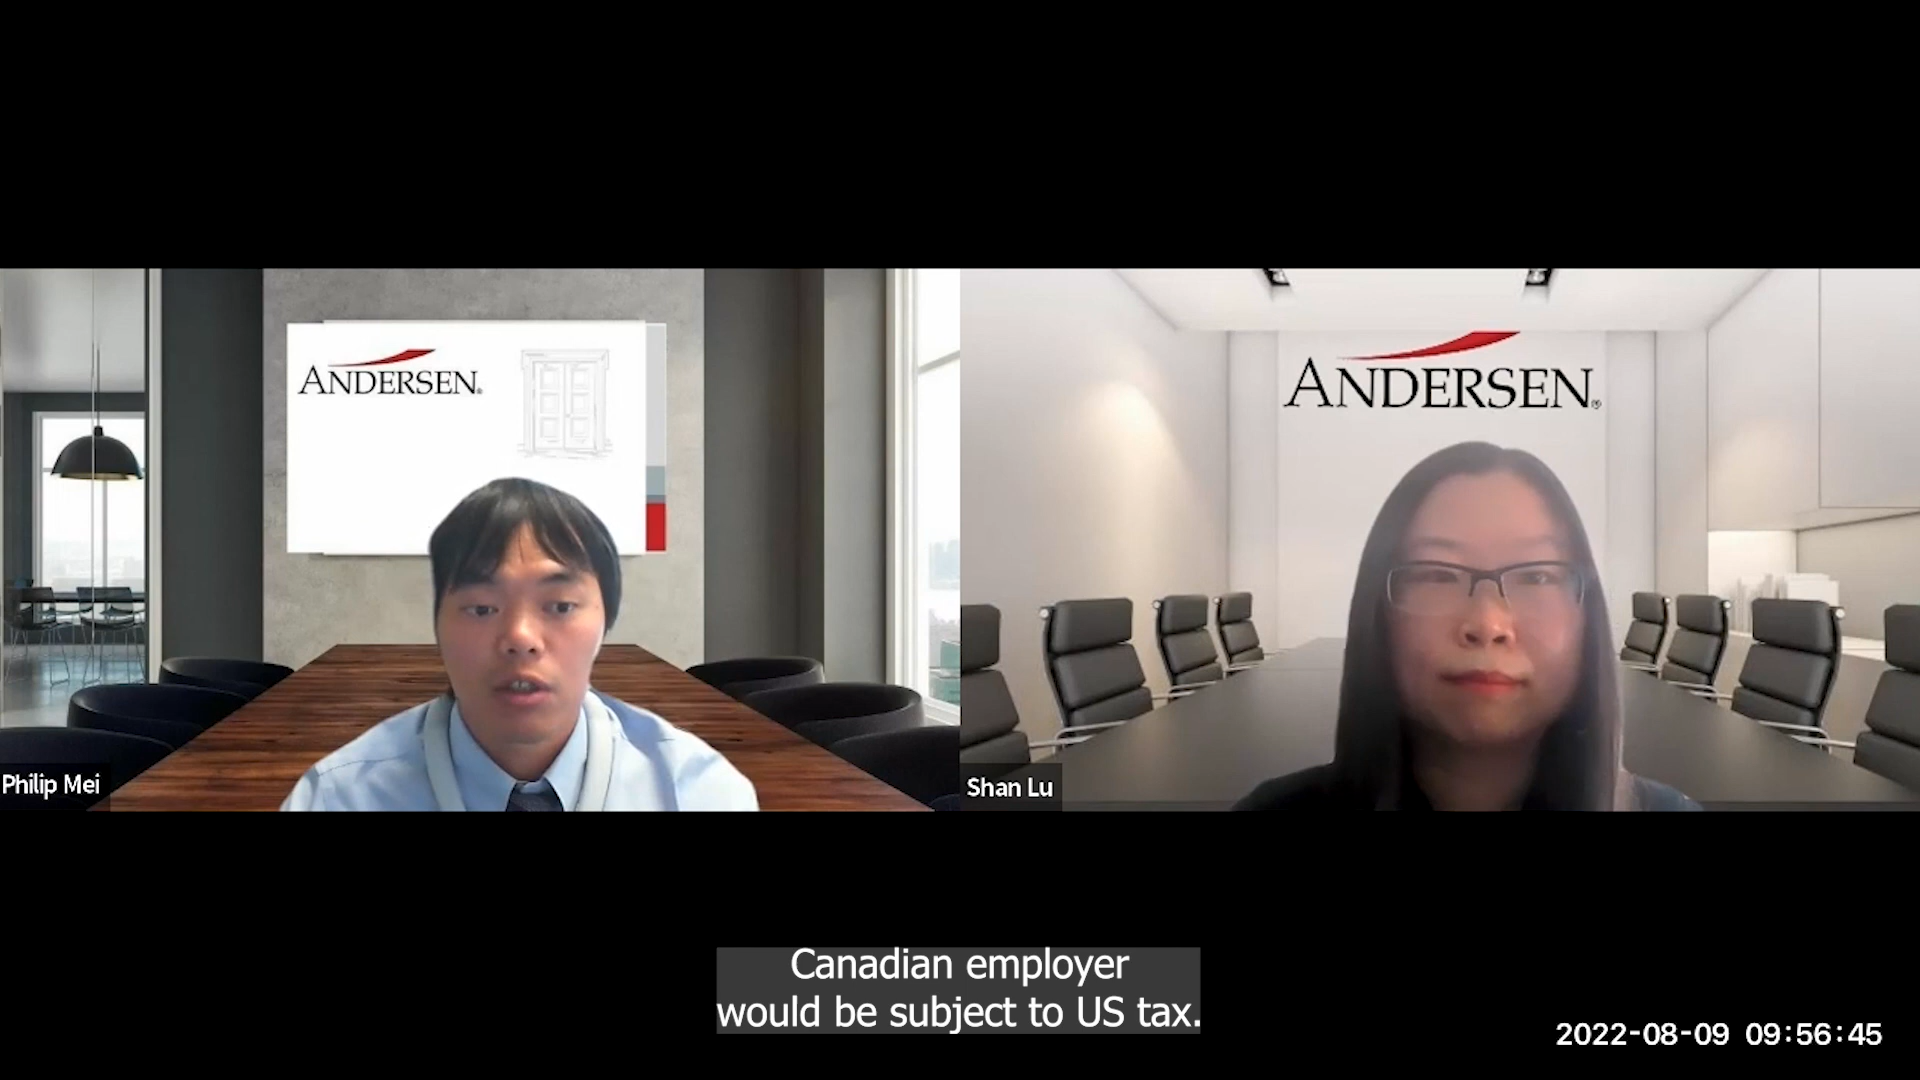 ANDERSEN®
ANDERSEN®
Philip Mei
Shan Lu
Canadian employer
would be subject to US tax.
2022-08-09 09:56:45